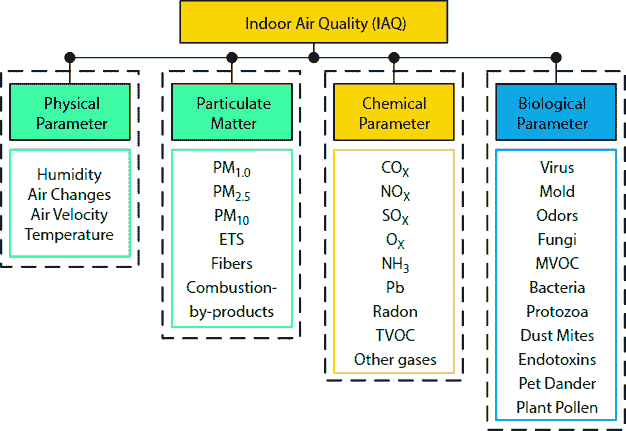 Indoor Air Quality (IAQ)
Physical
Parameter
Humidity
Air Changes
Air Velocity
Temperature
Particulate
Matter
PM1.0
PM2.5
PM10
ETS
Fibers
Combustion-
by-products
Chemical
Parameter
COX
NOX
SOX
OX
NH3
Pb
Radon
TVOC
Other gases
Biological
Parameter
Virus
Mold
Odors
Fungi
MVOC
Bacteria
Protozoa
Dust Mites
Endotoxins
Pet Dander
Plant Pollen